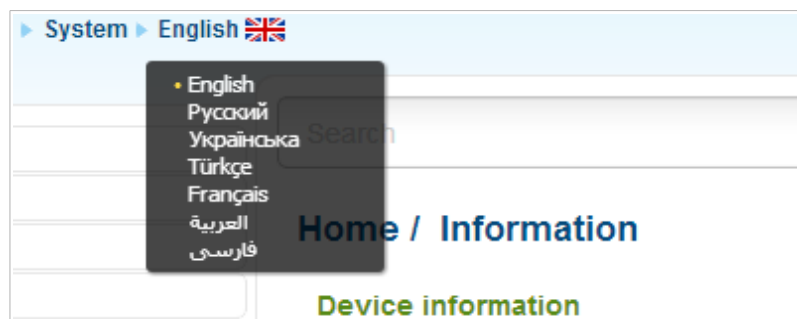 System English
English
Русский
Українська
Türkçe
Français
العربية
فارسی
Search
Home / Information
Device information